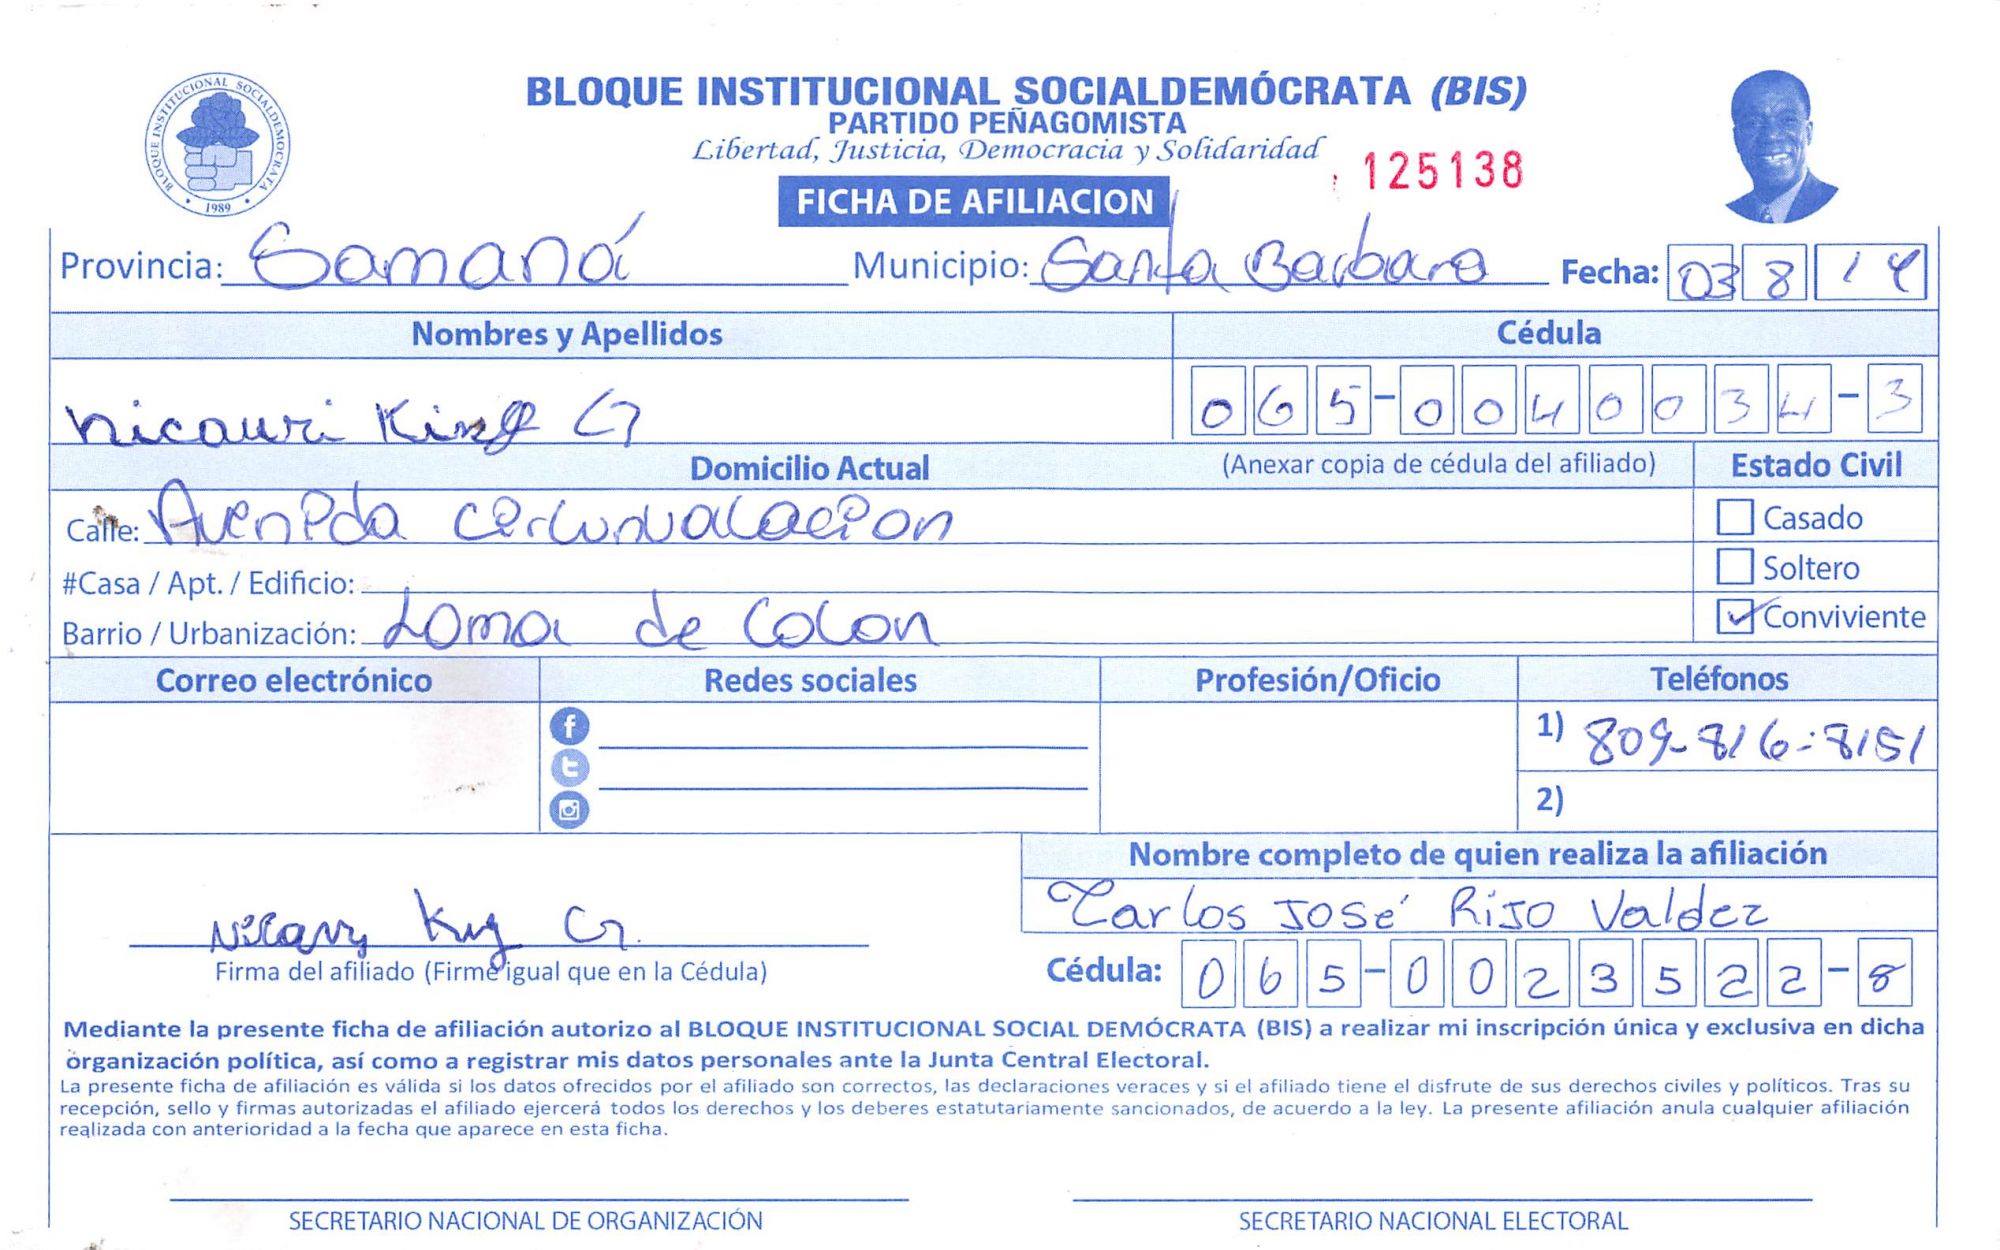 BLOQUE INSTITUCIONAL SOCIALDEMOCRATA
1989
BLOQUE INSTITUCIONAL SOCIALDEMÓCRATA (BIS)
PARTIDO PEÑAGOMISTA
Libertad, Justicia, Democracia y Solidaridad
125138
FICHA DE AFILIACION
Provincia: Samaná Municipio: Santa Barbara Fecha: 03 8 14
Nombres y Apellidos Cédula
Nicauri King G 065-0040034-3
Domicilio Actual (Anexar copia de cédula del afiliado) Estado Civil
Calle: Avenida circunvalacion Casado
#Casa / Apt. / Edificio: Soltero
Barrio / Urbanización: Loma de Colon Conviviente
Correo electrónico Redes sociales Profesión/Oficio Teléfonos
1) 809-816-8151
2)
Nombre completo de quien realiza la afiliación
Carlos José Rijo Valdez
King G.
Firma del afiliado (Firme igual que en la Cédula) Cédula: 065-0023522-8
Mediante la presente ficha de afiliación autorizo al BLOQUE INSTITUCIONAL SOCIAL DEMÓCRATA (BIS) a realizar mi inscripción única y exclusiva en dicha
organización política, así como a registrar mis datos personales ante la Junta Central Electoral.
La presente ficha de afiliación es válida si los datos ofrecidos por el afiliado son correctos, las declaraciones veraces y si el afiliado tiene el disfrute de sus derechos civiles y políticos. Tras su
recepción, sello y firmas autorizadas el afiliado ejercerá todos los derechos y los deberes estatutariamente sancionados, de acuerdo a la ley. La presente afiliación anula cualquier afiliación
realizada con anterioridad a la fecha que aparece en esta ficha.
SECRETARIO NACIONAL DE ORGANIZACIÓN SECRETARIO NACIONAL ELECTORAL